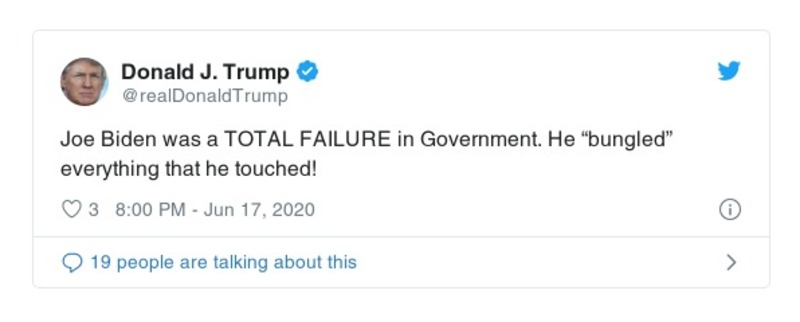 Donald J. Trump
@realDonaldTrump
Joe Biden was a TOTAL FAILURE in Government. He “bungled”
everything that he touched!
3 8:00 PM - Jun 17, 2020
19 people are talking about this